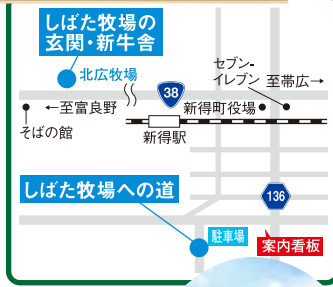 しばた牧場の
玄関・新牛舎
北広牧場
セブン-
イレブン
至帯広→
38
←至富良野
新得町役場
そばの館
新得駅
しばた牧場への道
136
駐車場
案内看板